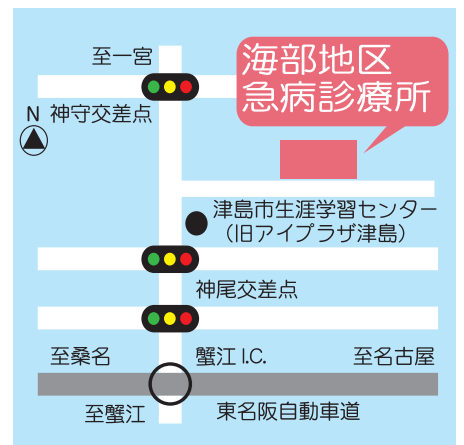 至一宮
海部地区
急病診療所
N
神守交差点
津島市生涯学習センター
（旧アイプラザ津島）
神尾交差点
至桑名
蟹江 I.C.
至名古屋
至蟹江
東名阪自動車道